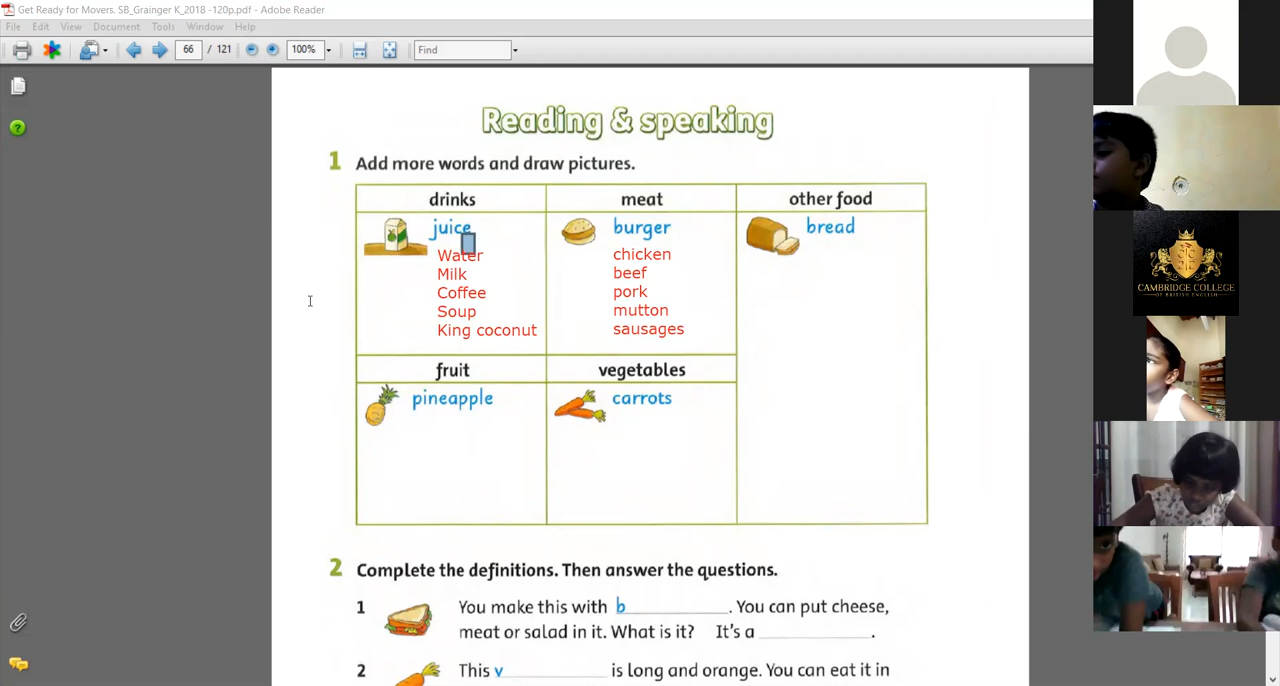 Get Ready for Movers. SB_Grainger K_2018 -120p.pdf - Adobe Reader
File Edit View Document Tools Window Help
66 / 121 100% Find
Reading & speaking
1 Add more words and draw pictures.
drinks meat other food
juice burger bread
Water chicken
Milk beef
Coffee pork
Soup mutton
King coconut sausages
fruit vegetables
pineapple carrots
2 Complete the definitions. Then answer the questions.
1 You make this with b__________. You can put cheese,
meat or salad in it. What is it? It's a __________.
2 This v__________ is long and orange. You can eat it in
CAMBRIDGE COLLEGE
OF BRITISH ENGLISH